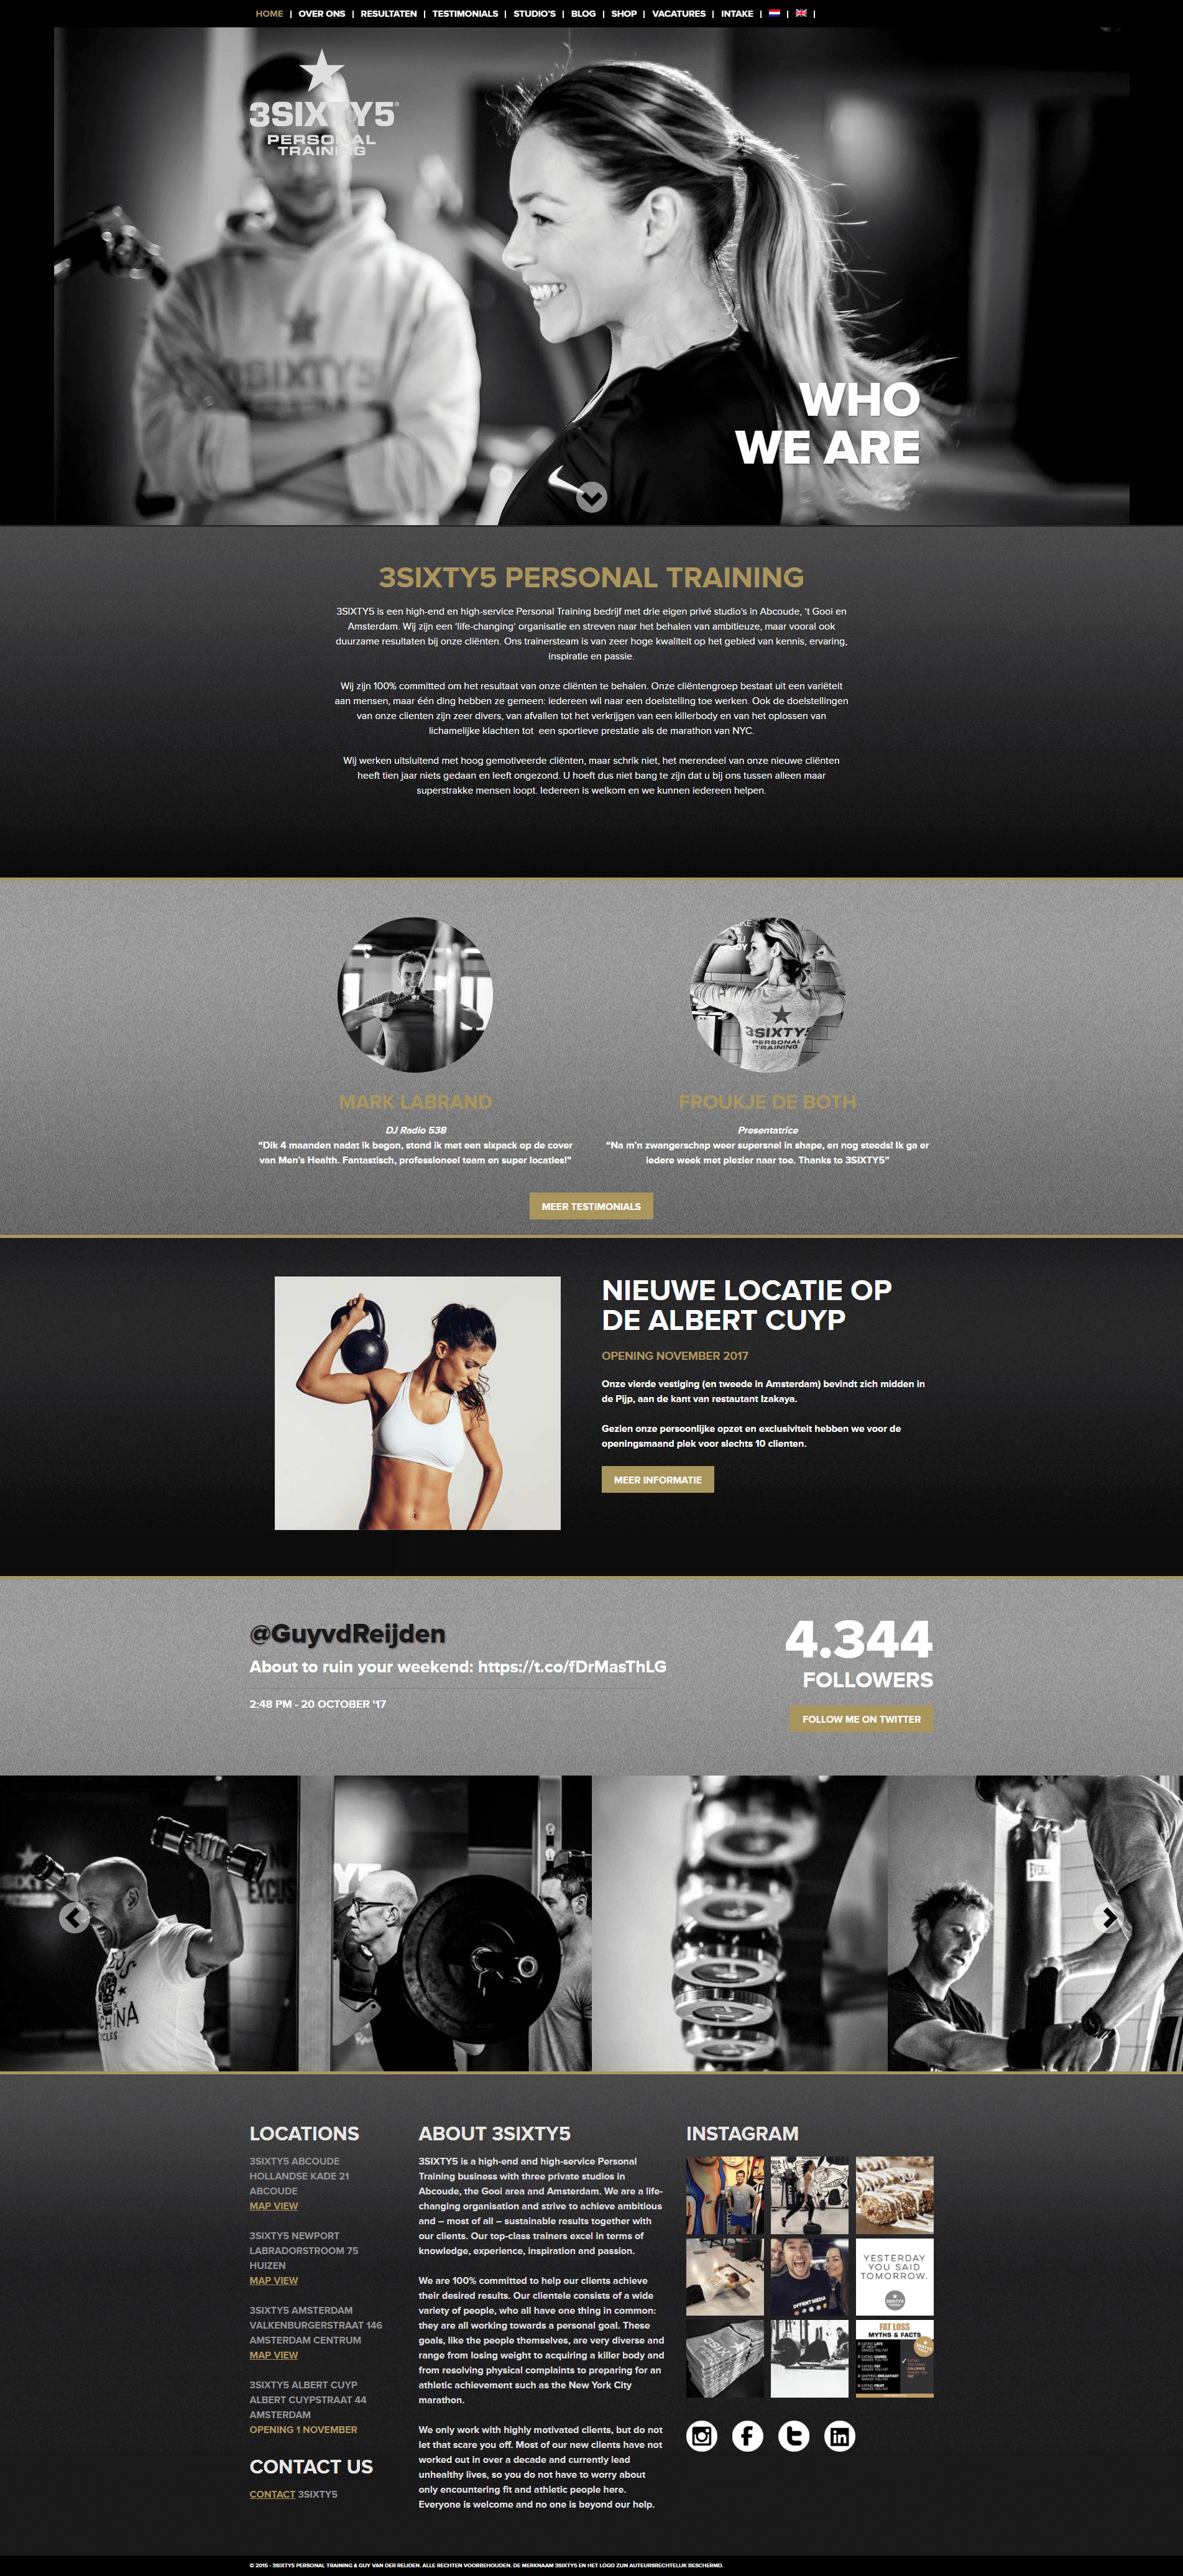 HOME | OVER ONS | RESULTATEN | TESTIMONIALS | STUDIO'S | BLOG | SHOP | VACATURES | INTAKE |
3SIXTY5®
PERSONAL
TRAINING
WHO
WE ARE
3SIXTY5 PERSONAL TRAINING
3SIXTY5 is een high-end en high-service Personal Training bedrijf met drie eigen privé studio's in Abcoude, 't Gooi en
Amsterdam. Wij zijn een 'life-changing' organisatie en streven naar het behalen van ambitieuze, maar vooral ook
duurzame resultaten bij onze cliënten. Ons trainersteam is van zeer hoge kwaliteit op het gebied van kennis, ervaring,
inspiratie en passie.
Wij zijn 100% committed om het resultaat van onze cliënten te behalen. Onze cliëntengroep bestaat uit een variëteit
aan mensen, maar één ding hebben ze gemeen: iedereen wil naar een doelstelling toe werken. Ook de doelstellingen
van onze clienten zijn zeer divers, van afvallen tot het verkrijgen van een killerbody en van het oplossen van
lichamelijke klachten tot een sportieve prestatie als de marathon van NYC.
Wij werken uitsluitend met hoog gemotiveerde cliënten, maar schrik niet, het merendeel van onze nieuwe cliënten
heeft tien jaar niets gedaan en leeft ongezond. U hoeft dus niet bang te zijn dat u bij ons tussen alleen maar
superstrakke mensen loopt. Iedereen is welkom en we kunnen iedereen helpen.
3SIXTY5
PERSONAL
TRAINING
MARK LABRAND
DJ Radio 538
“Dik 4 maanden nadat ik begon, stond ik met een sixpack op de cover
van Men's Health. Fantastisch, professioneel team en super locaties!”
FROUKJE DE BOTH
Presentatrice
“Na m'n zwangerschap weer supersnel in shape, en nog steeds! Ik ga er
iedere week met plezier naar toe. Thanks to 3SIXTY5”
MEER TESTIMONIALS
NIEUWE LOCATIE OP
DE ALBERT CUYP
OPENING NOVEMBER 2017
Onze vierde vestiging (en tweede in Amsterdam) bevindt zich midden in
de Pijp, aan de kant van restautant Izakaya.
Gezien onze persoonlijke opzet en exclusiviteit hebben we voor de
openingsmaand plek voor slechts 10 clienten.
MEER INFORMATIE
@GuyvdReijden
About to ruin your weekend: https://t.co/fDrMasThLG
2:48 PM - 20 OCTOBER '17
4.344
FOLLOWERS
FOLLOW ME ON TWITTER
LOCATIONS
3SIXTY5 ABCOUDE
HOLLANDSE KADE 21
ABCOUDE
MAP VIEW
3SIXTY5 NEWPORT
LABRADORSTROOM 75
HUIZEN
MAP VIEW
3SIXTY5 AMSTERDAM
VALKENBURGERSTRAAT 146
AMSTERDAM CENTRUM
MAP VIEW
3SIXTY5 ALBERT CUYP
ALBERT CUYPSTRAAT 44
AMSTERDAM
OPENING 1 NOVEMBER
CONTACT US
CONTACT 3SIXTY5
ABOUT 3SIXTY5
3SIXTY5 is a high-end and high-service Personal
Training business with three private studios in
Abcoude, the Gooi area and Amsterdam. We are a life-
changing organisation and strive to achieve ambitious
and – most of all – sustainable results together with
our clients. Our top-class trainers excel in terms of
knowledge, experience, inspiration and passion.
We are 100% committed to help our clients achieve
their desired results. Our clientele consists of a wide
variety of people, who all have one thing in common:
they are all working towards a personal goal. These
goals, like the people themselves, are very diverse and
range from losing weight to acquiring a killer body and
from resolving physical complaints to preparing for an
athletic achievement such as the New York City
marathon.
We only work with highly motivated clients, but do not
let that scare you off. Most of our new clients have not
worked out in over a decade and currently lead
unhealthy lives, so you do not have to worry about
only encountering fit and athletic people here.
Everyone is welcome and no one is beyond our help.
INSTAGRAM
YESTERDAY
YOU SAID
TOMORROW.
FAT LOSS
MYTHS & FACTS
© 2015 - 3SIXTY5 PERSONAL TRAINING & GUY VAN DER REIJDEN. ALLE RECHTEN VOORBEHOUDEN. DE MERKNAAM 3SIXTY5 EN HET LOGO ZIJN AUTEURSRECHTELIJK BESCHERMD.